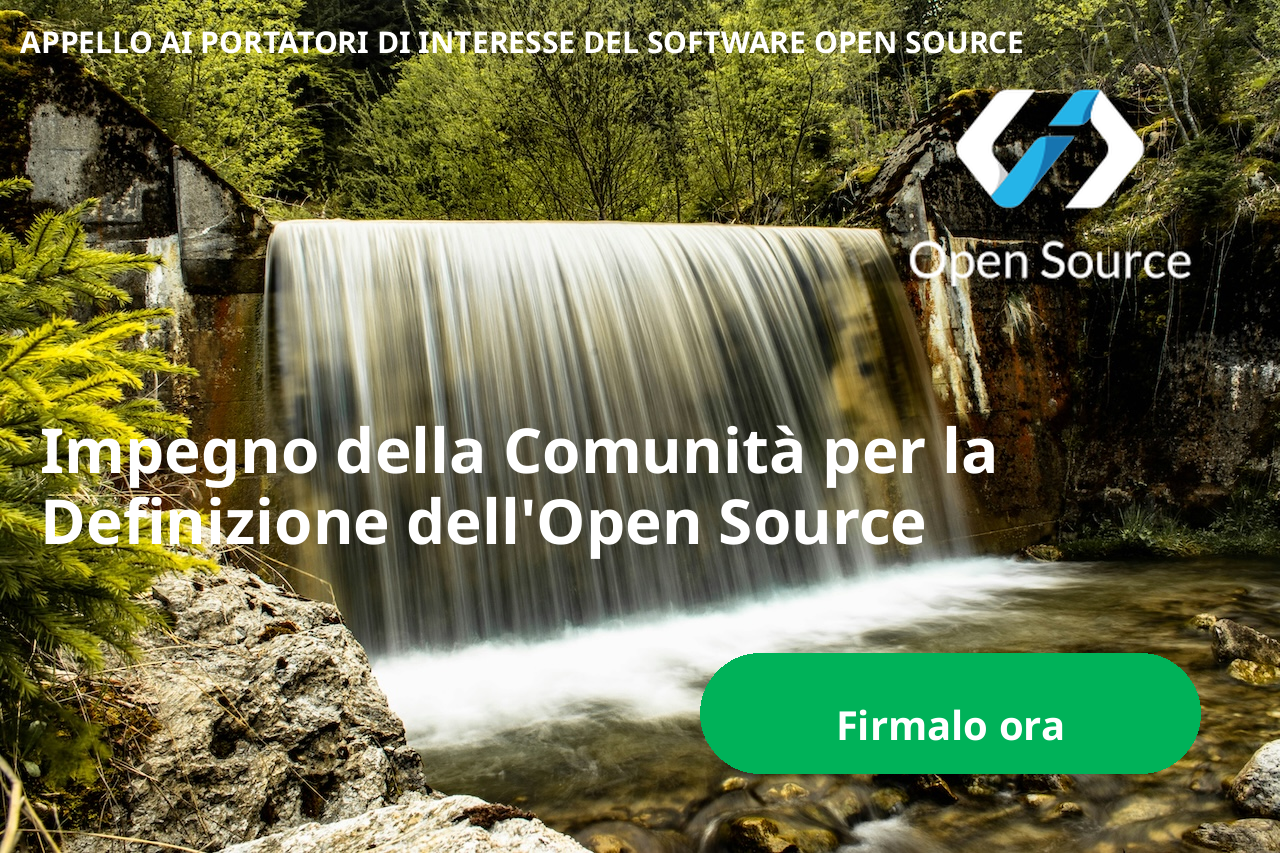 APPELLO AI PORTATORI DI INTERESSE DEL SOFTWARE OPEN SOURCE
Open Source
Impegno della Comunità per la
Definizione dell'Open Source
Firmalo ora